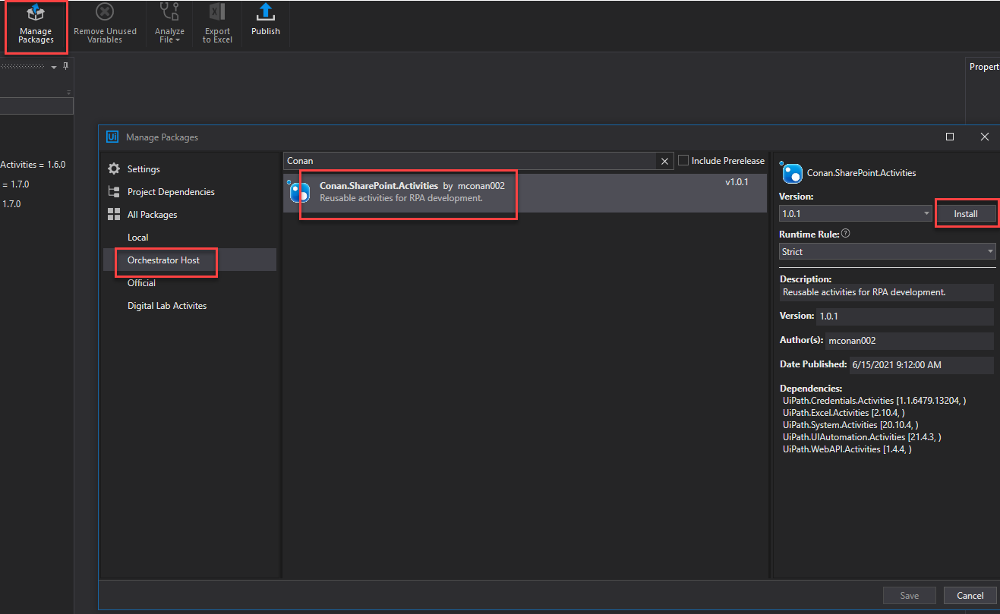 Manage
Packages
Remove Unused
Variables
Analyze
File
Export
to Excel
Publish
Propert
Activities = 1.6.0
= 1.7.0
1.7.0
Ui
Manage Packages
Settings
Project Dependencies
All Packages
Local
Orchestrator Host
Official
Digital Lab Activites
Conan
Include Prerelease
Conan.SharePoint.Activities by mconan002
v1.0.1
Reusable activities for RPA development.
Conan.SharePoint.Activities
Version:
1.0.1
Install
Runtime Rule: ?
Strict
Description:
Reusable activities for RPA development.
Version: 1.0.1
Author(s): mconan002
Date Published: 6/15/2021 9:12:00 AM
Dependencies:
UiPath.Credentials.Activities [1.1.6479.13204, )
UiPath.Excel.Activities [2.10.4, )
UiPath.System.Activities [20.10.4, )
UiPath.UIAutomation.Activities [21.4.3, )
UiPath.WebAPI.Activities [1.4.4, )
Save
Cancel